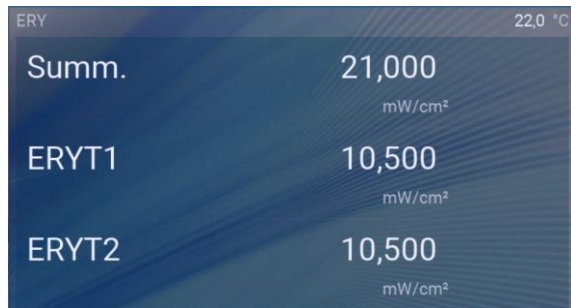 ERY 22,0 °C
Summ. 21,000
mW/cm²
ERYT1 10,500
mW/cm²
ERYT2 10,500
mW/cm²